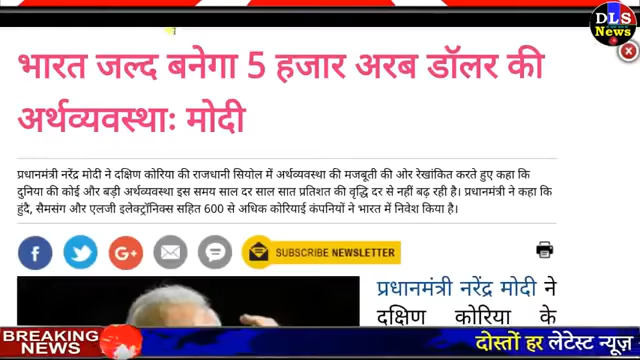 DLS
News
भारत जल्द बनेगा 5 हजार अरब डॉलर की
अर्थव्यवस्थाः मोदी
प्रधानमंत्री नरेंद्र मोदी ने दक्षिण कोरिया की राजधानी सियोल में अर्थव्यवस्था की मजबूती की ओर रेखांकित करते हुए कहा कि
दुनिया की कोई और बड़ी अर्थव्यवस्था इस समय साल दर साल सात प्रतिशत की वृद्धि दर से नहीं बढ़ रही है। प्रधानमंत्री ने कहा कि
हुंदै, सैमसंग और एलजी इलेक्ट्रॉनिक्स सहित 600 से अधिक कोरियाई कंपनियों ने भारत में निवेश किया है।
SUBSCRIBE NEWSLETTER
प्रधानमंत्री नरेंद्र मोदी ने
दक्षिण कोरिया के
BREAKING
NEWS
दोस्तों हर लेटेस्ट न्यूज़